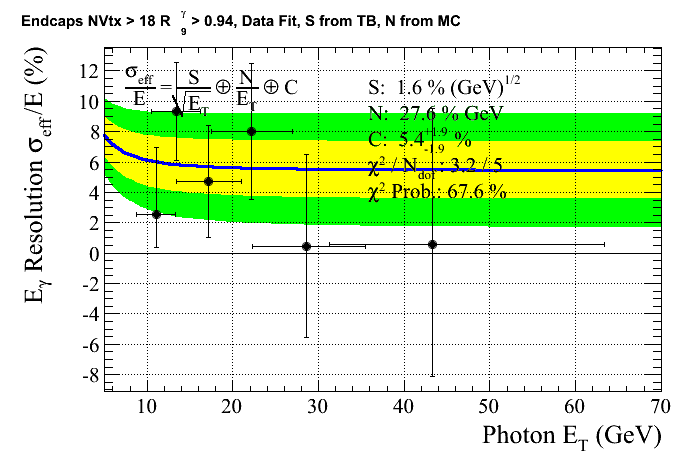 Endcaps NVtx > 18 R γ 9 > 0.94, Data Fit, S from TB, N from MC
σeff/E = S/√ET ⊕ N/ET ⊕ C
S: 1.6 % (GeV)1/2
N: 27.6 % GeV
C: 5.4 +1.9 -1.9 %
χ2 / Ndof : 3.2 / 5
χ2 Prob.: 67.6 %
Eγ Resolution σeff/E (%)
12
10
8
6
4
2
0
-2
-4
-6
-8
10 20 30 40 50 60 70
Photon ET (GeV)